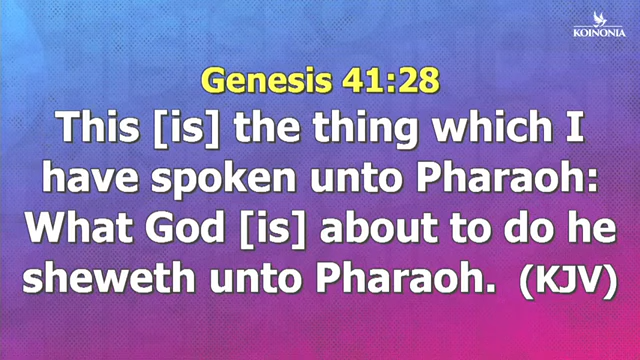 KOINONIA
Genesis 41:28
This [is] the thing which I
have spoken unto Pharaoh:
What God [is] about to do he
sheweth unto Pharaoh. (KJV)